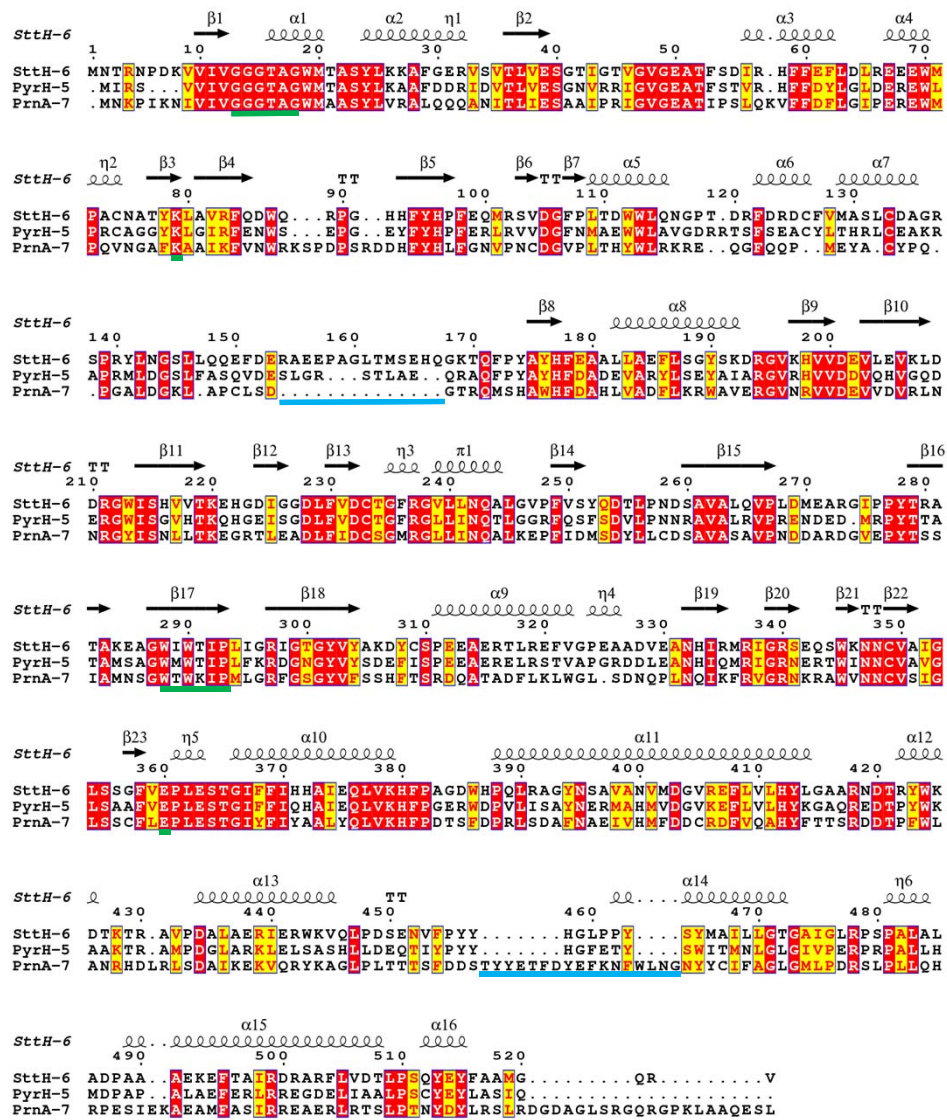 β1 α1 α2 η1 β2 α3 α4
SttH-6
1 10 20 30 40 50 60 70
SttH-6 MNTRNPDKVVIVGGGTAGWMTASYLKKAFGERVSVTLVESGTIGTVGVGEATFSDIR.HFFEFLDLREEEWM
PyrH-5 .MIRS...VVIVGGGTAGWMTASYLKAAFDDRIDVTLVESGNVRRIGVGEATFSTVR.HFFDYLGLDEREWL
PrnA-7 .MNKPIKNIVIVGGGTAGWMAASYLVRALQQQANITLIESAAIPRIGVGEATIPSLQKVFFDFLGIPEREWM
η2 β3 β4 TT β5 β6 TT β7 α5 α6 α7
SttH-6
80 90 100 110 120 130
SttH-6 PACNATYKLAVRFQDWQ...RPG..HHFYHPFEQMRSVDGFPLTDWWLQNGPT.DRFDRDCFVMASLCDAGR
PyrH-5 PRCAGGYKLGIRFENWS...EPG..EYFYHPFERLRVVDGFNMAEWWLAVGDRRTSFSEACYLTHRLCEAKR
PrnA-7 PQVNGAFKAAIKFVNWRKSPDPSRDDHFYHLFGNVPNCDGVPLTHYWLRKRE..QGFQQP..MEYA.CYPQ.
β8 α8 β9 β10
SttH-6
140 150 160 170 180 190 200
SttH-6 SPRYLNGSLLQQEFDERAEEPAGLTMSEHQGKTQFPYAYHFEAALLAEFLSGYSKDRGVKHVVDEVLEVKLD
PyrH-5 APRMLDGSLFASQVDESLGR...STLAE..QRAQFPYAYHFDADEVARYLSEYAIARGVRHVVDDVQHVGQD
PrnA-7 .PGALDGKL.APCLSD..............GTRQMSHAWHFDAHLVADFLKRWAVERGVNRVVDEVVDVRLN
TT β11 β12 β13 η3 π1 β14 β15 β16
SttH-6
210 220 230 240 250 260 270 280
SttH-6 DRGWISHVVTKEHGDIGGDLFVDCTGFRGVLLNQALGVPFVSYQDTLPNDSAVALQVPLDMEARGIPPYTRA
PyrH-5 ERGWISGVHTKQHGEISGDLFVDCTGFRGLLINQTLGGRFQSFSDVLPNNRAVALRVPRENDED.MRPYTTA
PrnA-7 NRGYISNLLTKEGRTLEADLFIDCSGMRGLLINQALKEPFIDMSDYLLCDSAVASAVPNDDARDGVEPYTSS
β17 β18 α9 η4 β19 β20 β21 TT β22
SttH-6
290 300 310 320 330 340 350
SttH-6 TAKEAGWIWTIPLIGRIGTGYVYAKDYCSPEEAERTLREFVGPEAADVEANHIRMRIGRSEQSWKNNCVAIG
PyrH-5 TAMSAGWMWTIPLFKRDGNGYVYSDEFISPEEAERELRSTVAPGRDDLEANHIQMRIGRNERTWINNCVAIG
PrnA-7 IAMNSGWTWKIPMLGRFGSGYVFSSHFTSRDQATADFLKLWGL.SDNQPLNQIKFRVGRNKRAWVNNCVSIG
β23 η5 α10 α11 α12
SttH-6
360 370 380 390 400 410 420
SttH-6 LSSGFVEPLESTGIFFIHHAIEQLVKHFPAGDWHPQLRAGYNSAVANVMDGVREFLVLHYLGAARNDTRYWK
PyrH-5 LSAAFVEPLESTGIFFIQHAIEQLVKHFPGERWDPVLISAYNERMAHMVDGVKEFLVLHYKGAQREDTPYWK
PrnA-7 LSSCFLEPLESTGIYFIYAALYQLVKHFPDTSFDPRLSDAFNAEIVHMFDDCRDFVQAHYFTTSRDDTPFWL
α13 TT α14 η6
SttH-6
430 440 450 460 470 480
SttH-6 DTKTR.AVPDALAERIERWKVQLPDSENVFPYY.....HGLPPY.....SYMAILLGTGAIGLRPSPALAL
PyrH-5 AAKTR.AMPDGLARKLELSASHLLDEQTIYPYY.....HGFETY.....SWITMNLGLGIVPERPRPALLH
PrnA-7 ANRHDLRLSDAIKEKVQRYKAGLPLTTTSFDDSTYYETFDYEFKNFWLNGNYYCIFAGLGMLPDRSLPLLQH
α15 α16
SttH-6
490 500 510 520
SttH-6 ADPAA..AEKEFTAIRDRARFLVDTLPSQYEYFAAMG.........QR.......V
PyrH-5 MDPAP..ALAEFERLRREGDELIAALPSCYEYLASIQ..................
PrnA-7 RPESIEKAEAMFASIRREAERLRTSLPTNYDYLRSLRDGDAGLSRGQRGPKLAAQESL